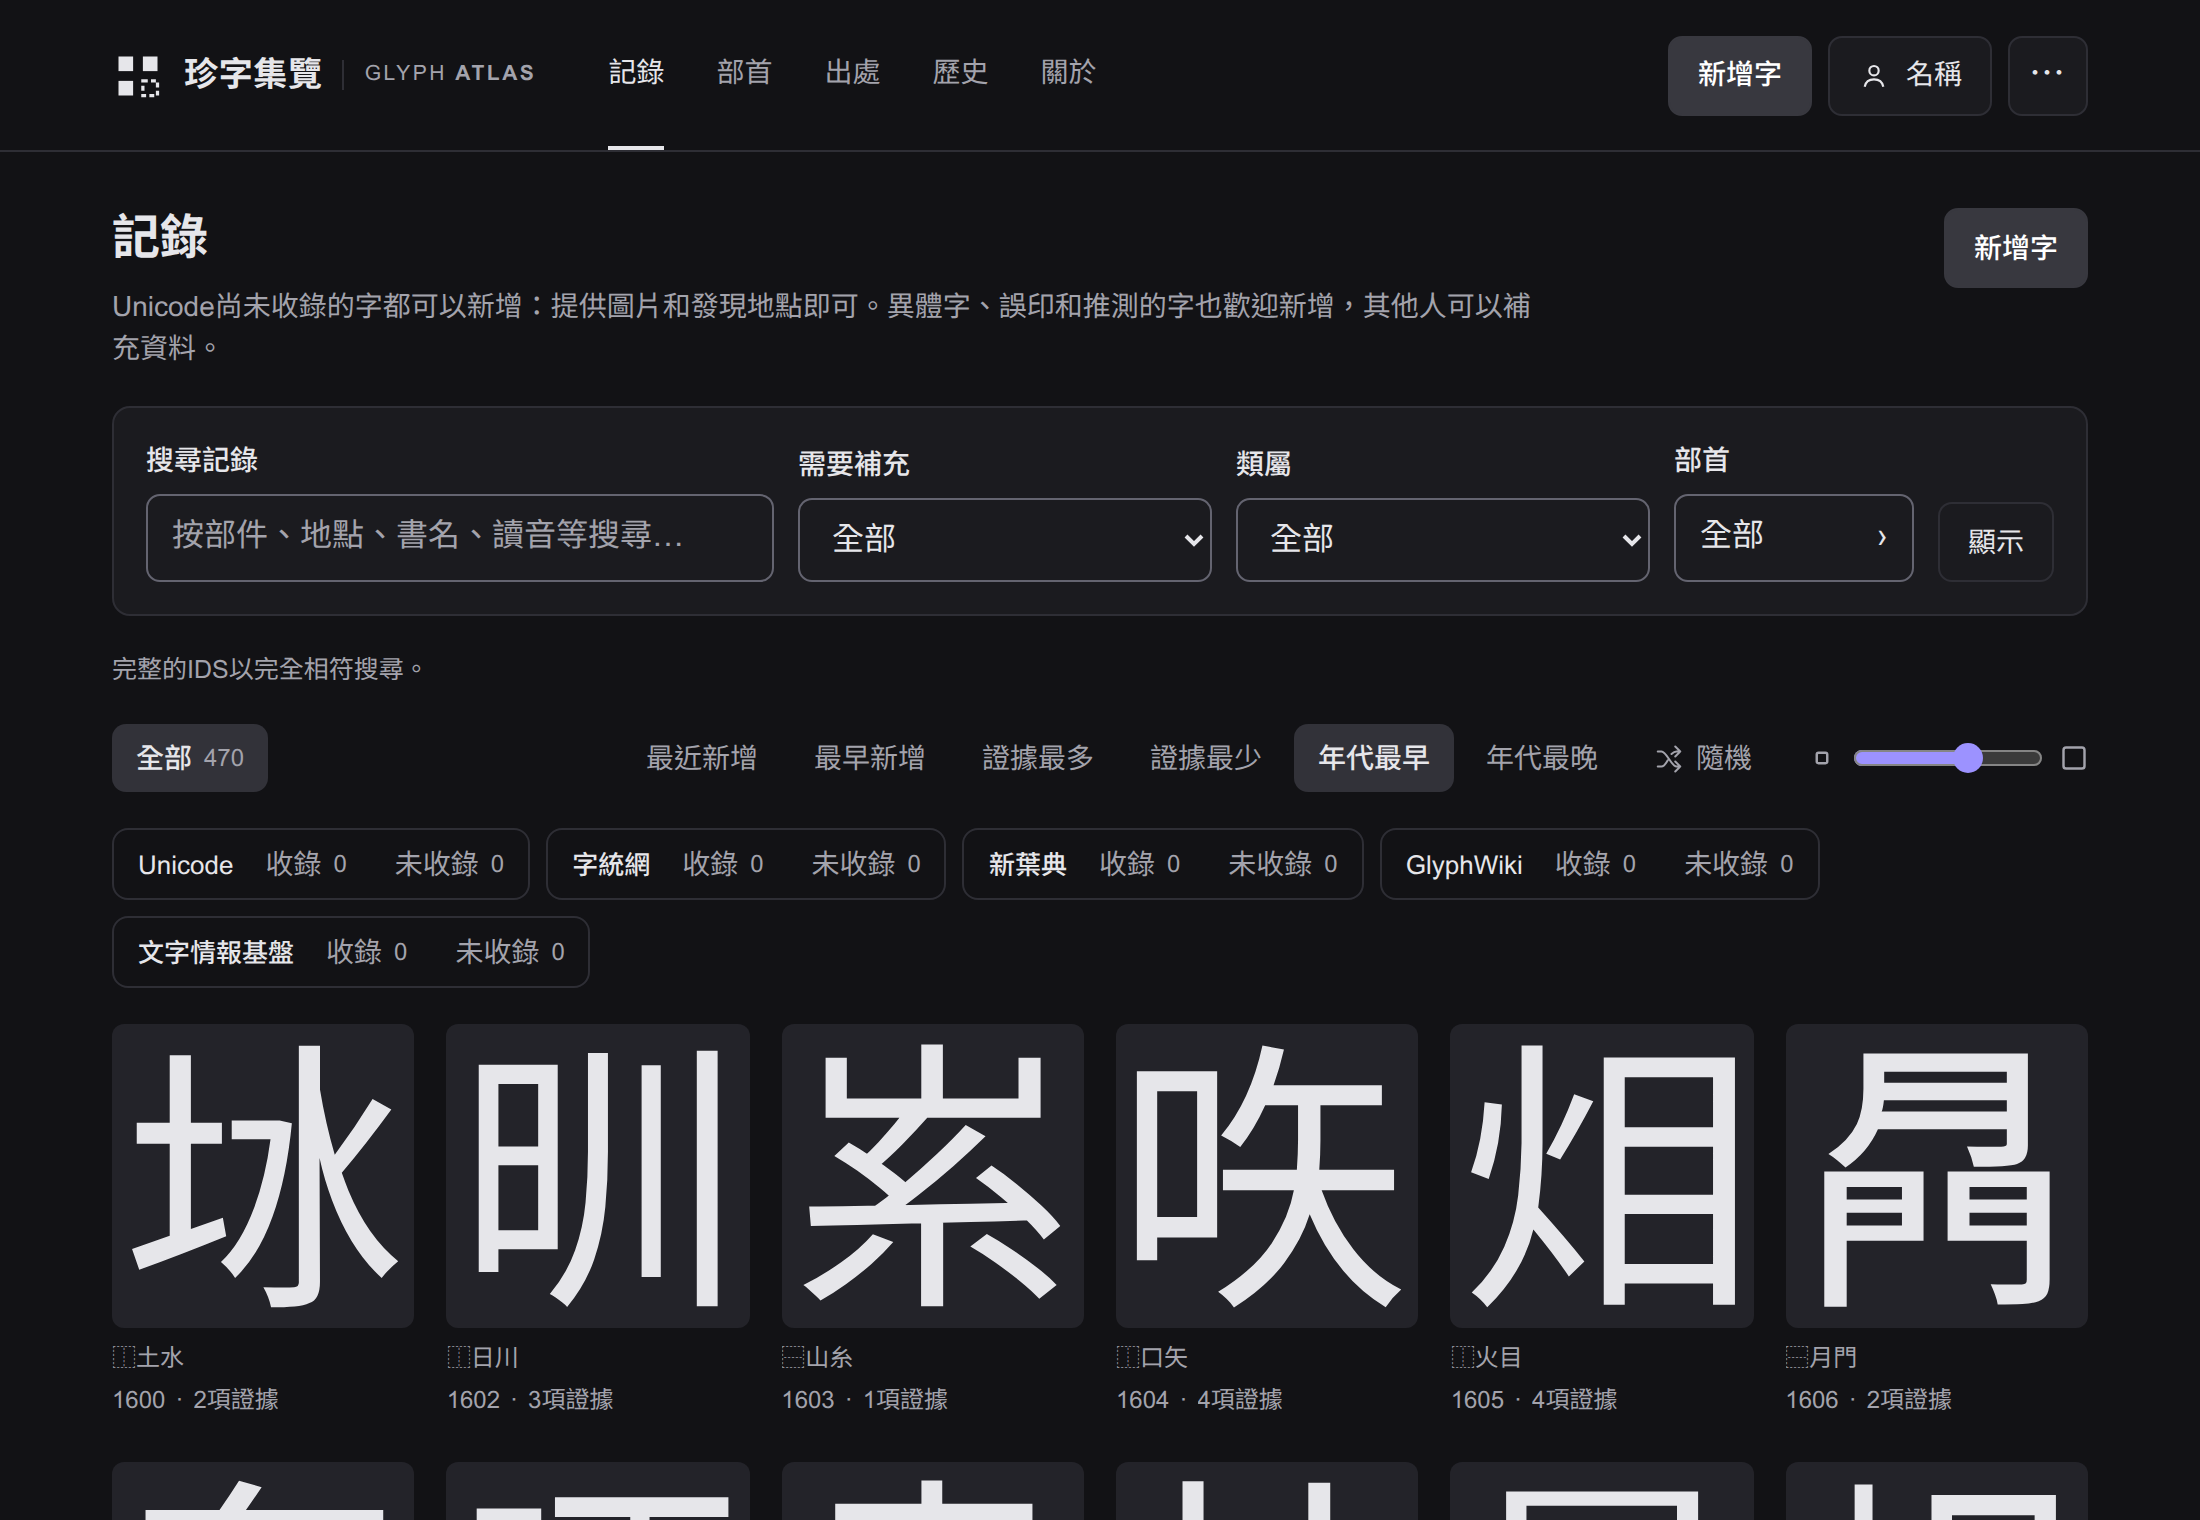 珍字集覽 GLYPH ATLAS 記錄 部首 出處 歷史 關於 新增字 名稱 ···
記錄
新增字
Unicode尚未收錄的字都可以新增：提供圖片和發現地點即可。異體字、誤印和推測的字也歡迎新增，其他人可以補
充資料。
搜尋記錄 需要補充 類屬 部首
按部件、地點、書名、讀音等搜尋… 全部 全部 全部 › 顯示
完整的IDS以完全相符搜尋。
全部 470 最近新增 最早新增 證據最多 證據最少 年代最早 年代最晚 隨機
Unicode 收錄 0 未收錄 0 字統網 收錄 0 未收錄 0 新葉典 收錄 0 未收錄 0 GlyphWiki 收錄 0 未收錄 0
文字情報基盤 收錄 0 未收錄 0
⿰土水 ⿰日川 ⿱山糸 ⿰口矢 ⿰火目 ⿱月門
1600 · 2項證據 1602 · 3項證據 1603 · 1項證據 1604 · 4項證據 1605 · 4項證據 1606 · 2項證據